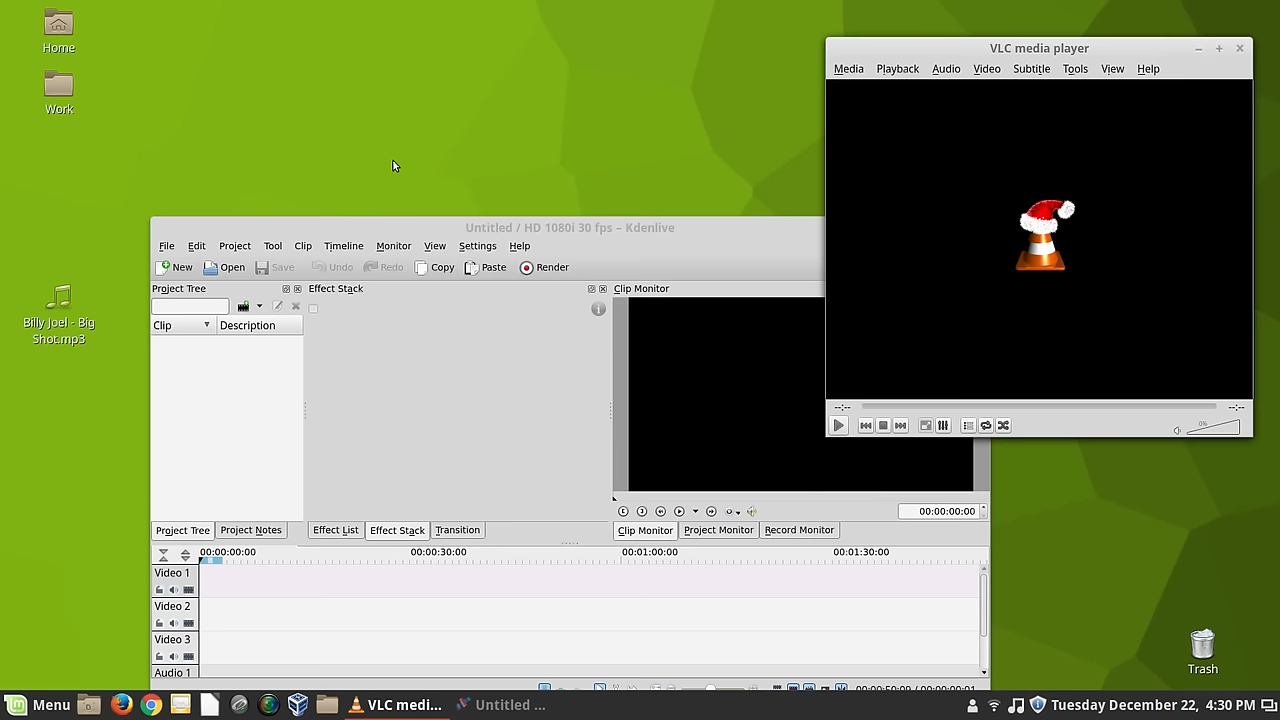 Home
Work
Billy Joel - Big
Shot.mp3
VLC media player
Media Playback Audio Video Subtitle Tools View Help
--:-- --:--
0%
Untitled / HD 1080i 30 fps – Kdenlive
File Edit Project Tool Clip Timeline Monitor View Settings Help
New Open Save Undo Redo Copy Paste Render
Project Tree Effect Stack Clip Monitor
Clip Description
00:00:00:00
Project Tree Project Notes Effect List Effect Stack Transition Clip Monitor Project Monitor Record Monitor
00:00:00:00 00:00:30:00 00:01:00:00 00:01:30:00
Video 1
Video 2
Video 3
Audio 1
Trash
Menu VLC medi... Untitled ... Tuesday December 22, 4:30 PM